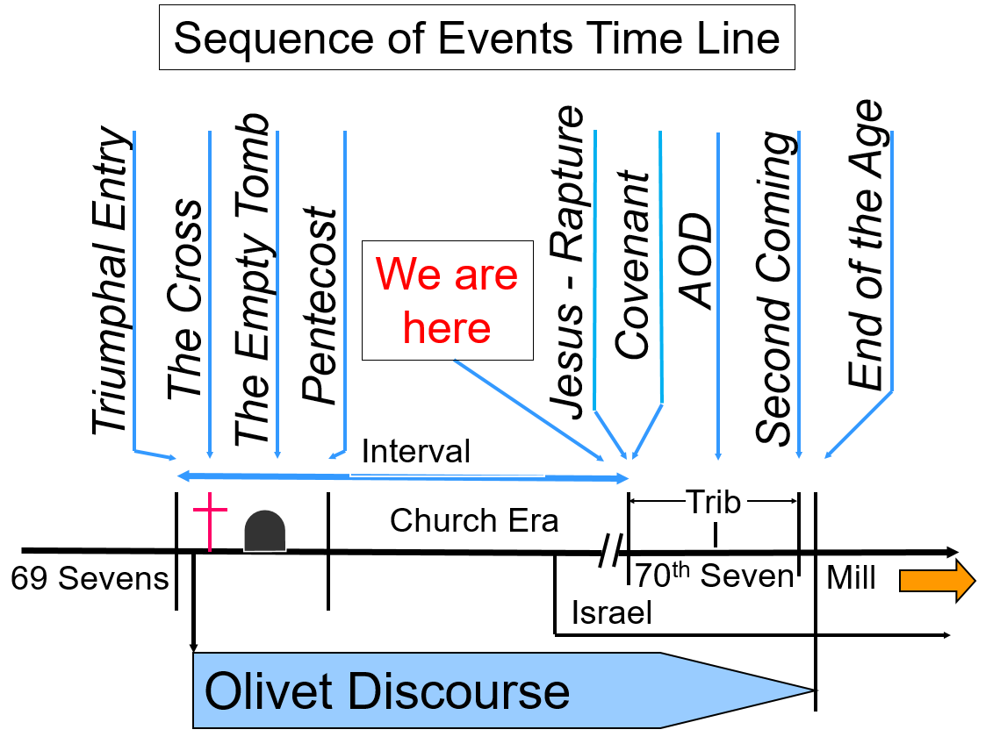 Sequence of Events Time Line
Triumphal Entry
The Cross
The Empty Tomb
Pentecost
We are
here
Jesus - Rapture
Covenant
AOD
Second Coming
End of the Age
Interval
Church Era
Trib
69 Sevens
70th Seven
Mill
Israel
Olivet Discourse